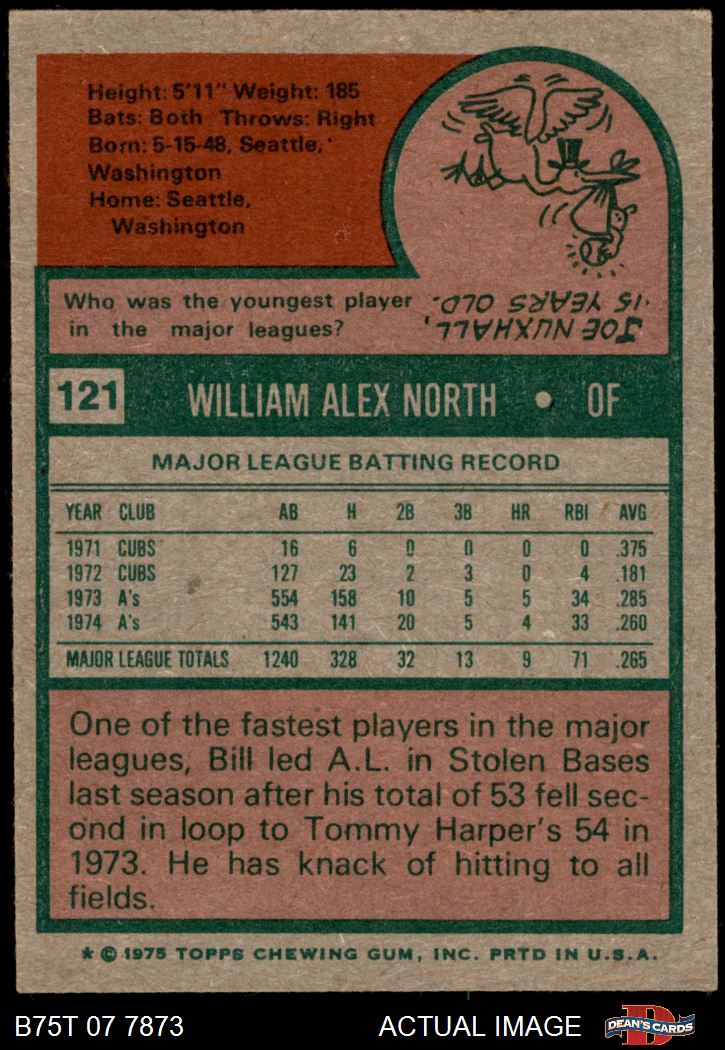 Height: 5'11" Weight: 185
Bats: Both Throws: Right
Born: 5-15-48, Seattle,
Washington
Home: Seattle,
Washington
Who was the youngest player
in the major leagues?
JOE NUXHALL,
15 YEARS OLD.
121 WILLIAM ALEX NORTH • OF
MAJOR LEAGUE BATTING RECORD
YEAR CLUB AB H 2B 3B HR RBI AVG
1971 CUBS 16 6 0 0 0 0 .375
1972 CUBS 127 23 2 3 0 4 .181
1973 A's 554 158 10 5 5 34 .285
1974 A's 543 141 20 5 4 33 .260
MAJOR LEAGUE TOTALS 1240 328 32 13 9 71 .265
One of the fastest players in the major
leagues, Bill led A.L. in Stolen Bases
last season after his total of 53 fell sec-
ond in loop to Tommy Harper's 54 in
1973. He has knack of hitting to all
fields.
* © 1975 TOPPS CHEWING GUM, INC. PRTD IN U.S.A.
B75T 07 7873 ACTUAL IMAGE D DEAN'S CARDS